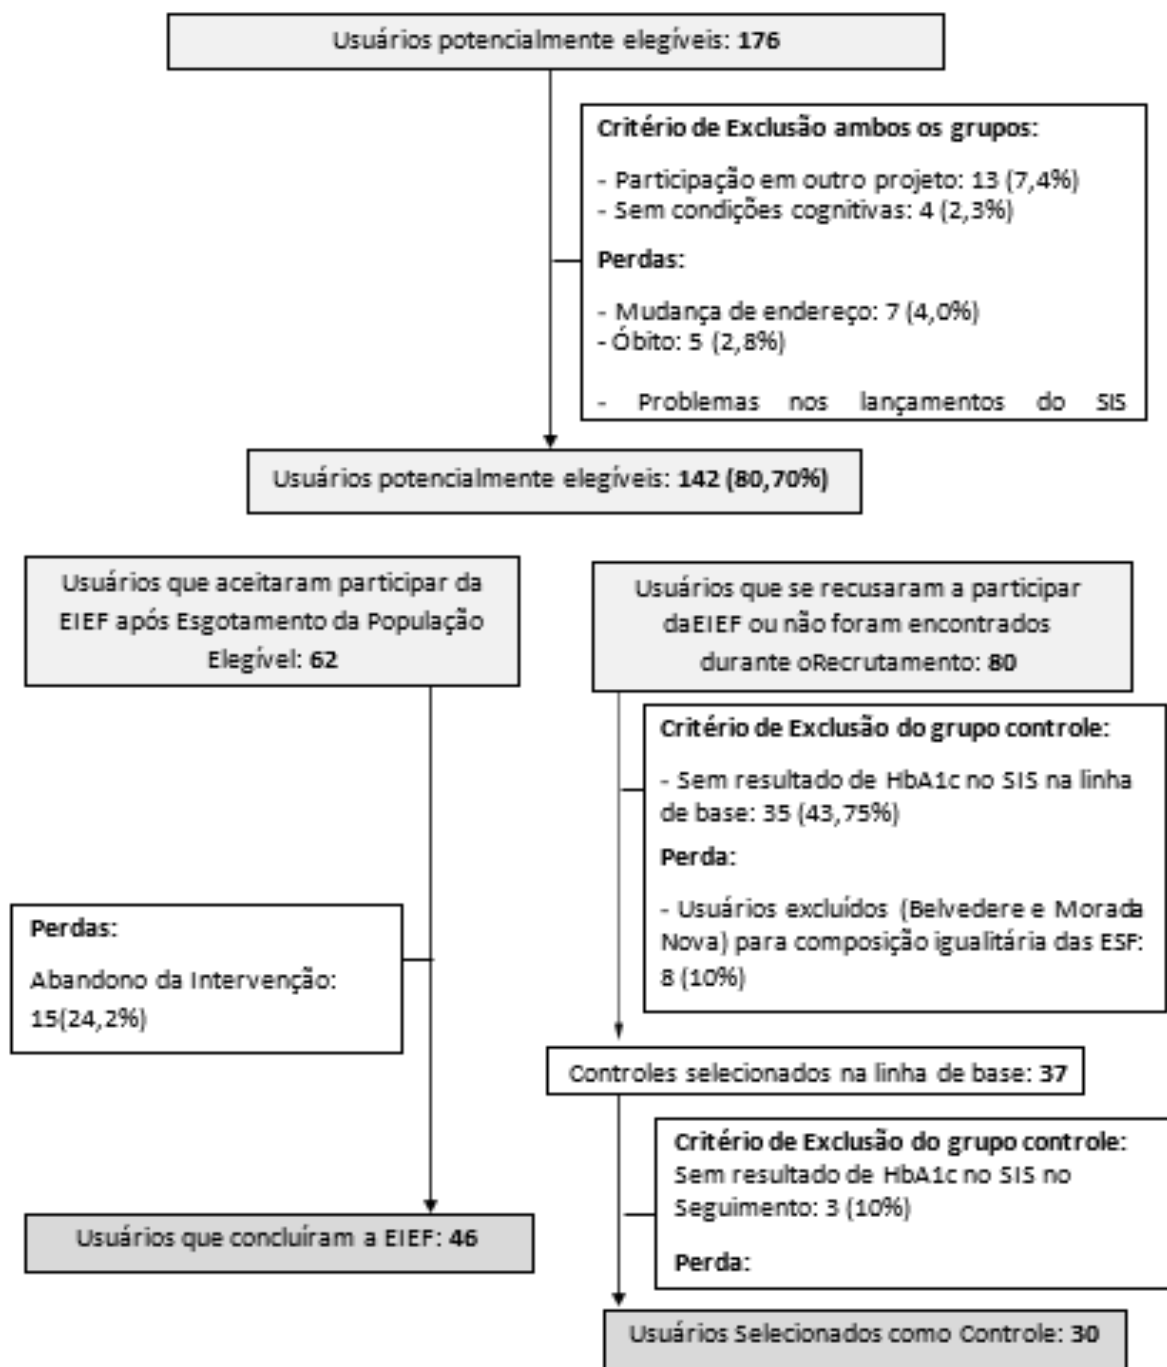 Usuários potencialmente elegíveis: 176
Critério de Exclusão ambos os grupos:
- Participação em outro projeto: 13 (7,4%)
- Sem condições cognitivas: 4 (2,3%)
Perdas:
- Mudança de endereço: 7 (4,0%)
- Óbito: 5 (2,8%)
- Problemas nos lançamentos do SIS
Usuários potencialmente elegíveis: 142 (80,70%)
Usuários que aceitaram participar da
EIEF após Esgotamento da População
Elegível: 62
Usuários que se recusaram a participar
daEIEF ou não foram encontrados
durante oRecrutamento: 80
Critério de Exclusão do grupo controle:
- Sem resultado de HbA1c no SIS na linha
de base: 35 (43,75%)
Perda:
- Usuários excluídos (Belvedere e Morada
Nova) para composição igualitária das ESF:
8 (10%)
Perdas:
Abandono da Intervenção:
15(24,2%)
Controles selecionados na linha de base: 37
Critério de Exclusão do grupo controle:
Sem resultado de HbA1c no SIS no
Seguimento: 3 (10%)
Perda:
Usuários que concluíram a EIEF: 46
Usuários Selecionados como Controle: 30